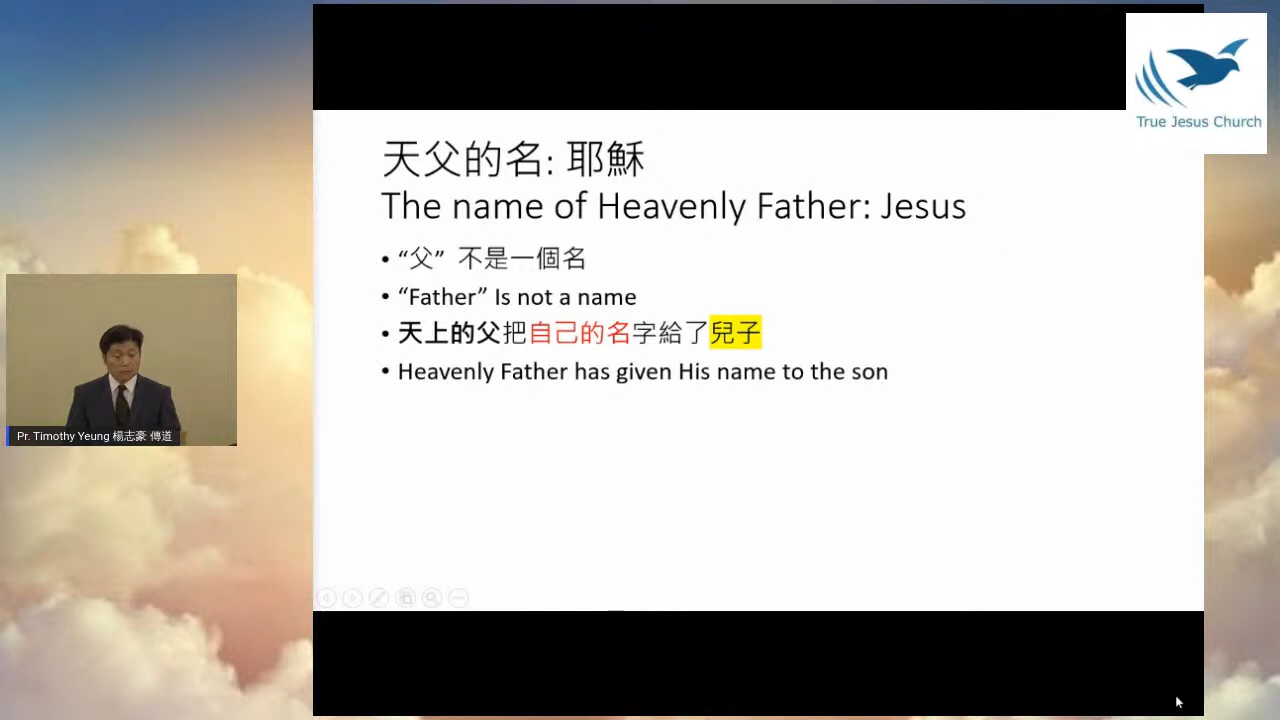 True Jesus Church
天父的名: 耶穌
The name of Heavenly Father: Jesus
• “父” 不是一個名
• “Father” Is not a name
• 天上的父把自己的名字給了兒子
• Heavenly Father has given His name to the son
Pr. Timothy Yeung 楊志豪 傳道